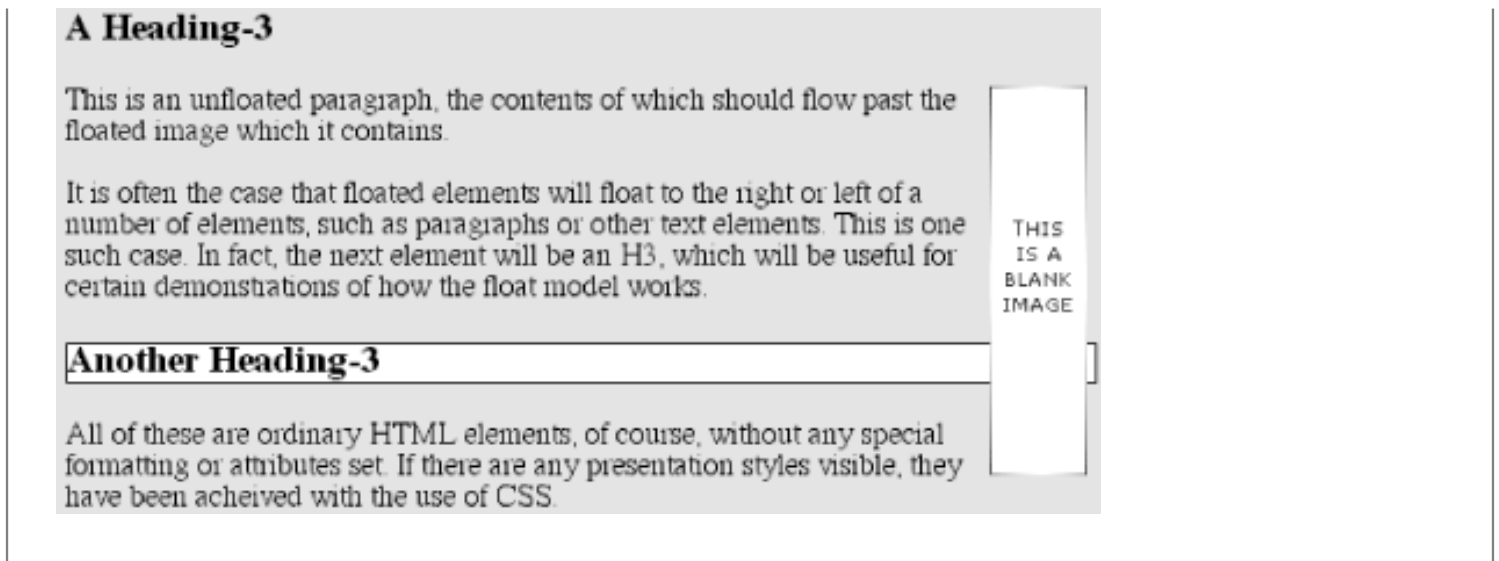 A Heading-3
This is an unfloated paragraph, the contents of which should flow past the
floated image which it contains.
It is often the case that floated elements will float to the right or left of a
number of elements, such as paragraphs or other text elements. This is one
such case. In fact, the next element will be an H3, which will be useful for
certain demonstrations of how the float model works.
THIS
IS A
BLANK
IMAGE
Another Heading-3
All of these are ordinary HTML elements, of course, without any special
formatting or attributes set. If there are any presentation styles visible, they
have been acheived with the use of CSS.